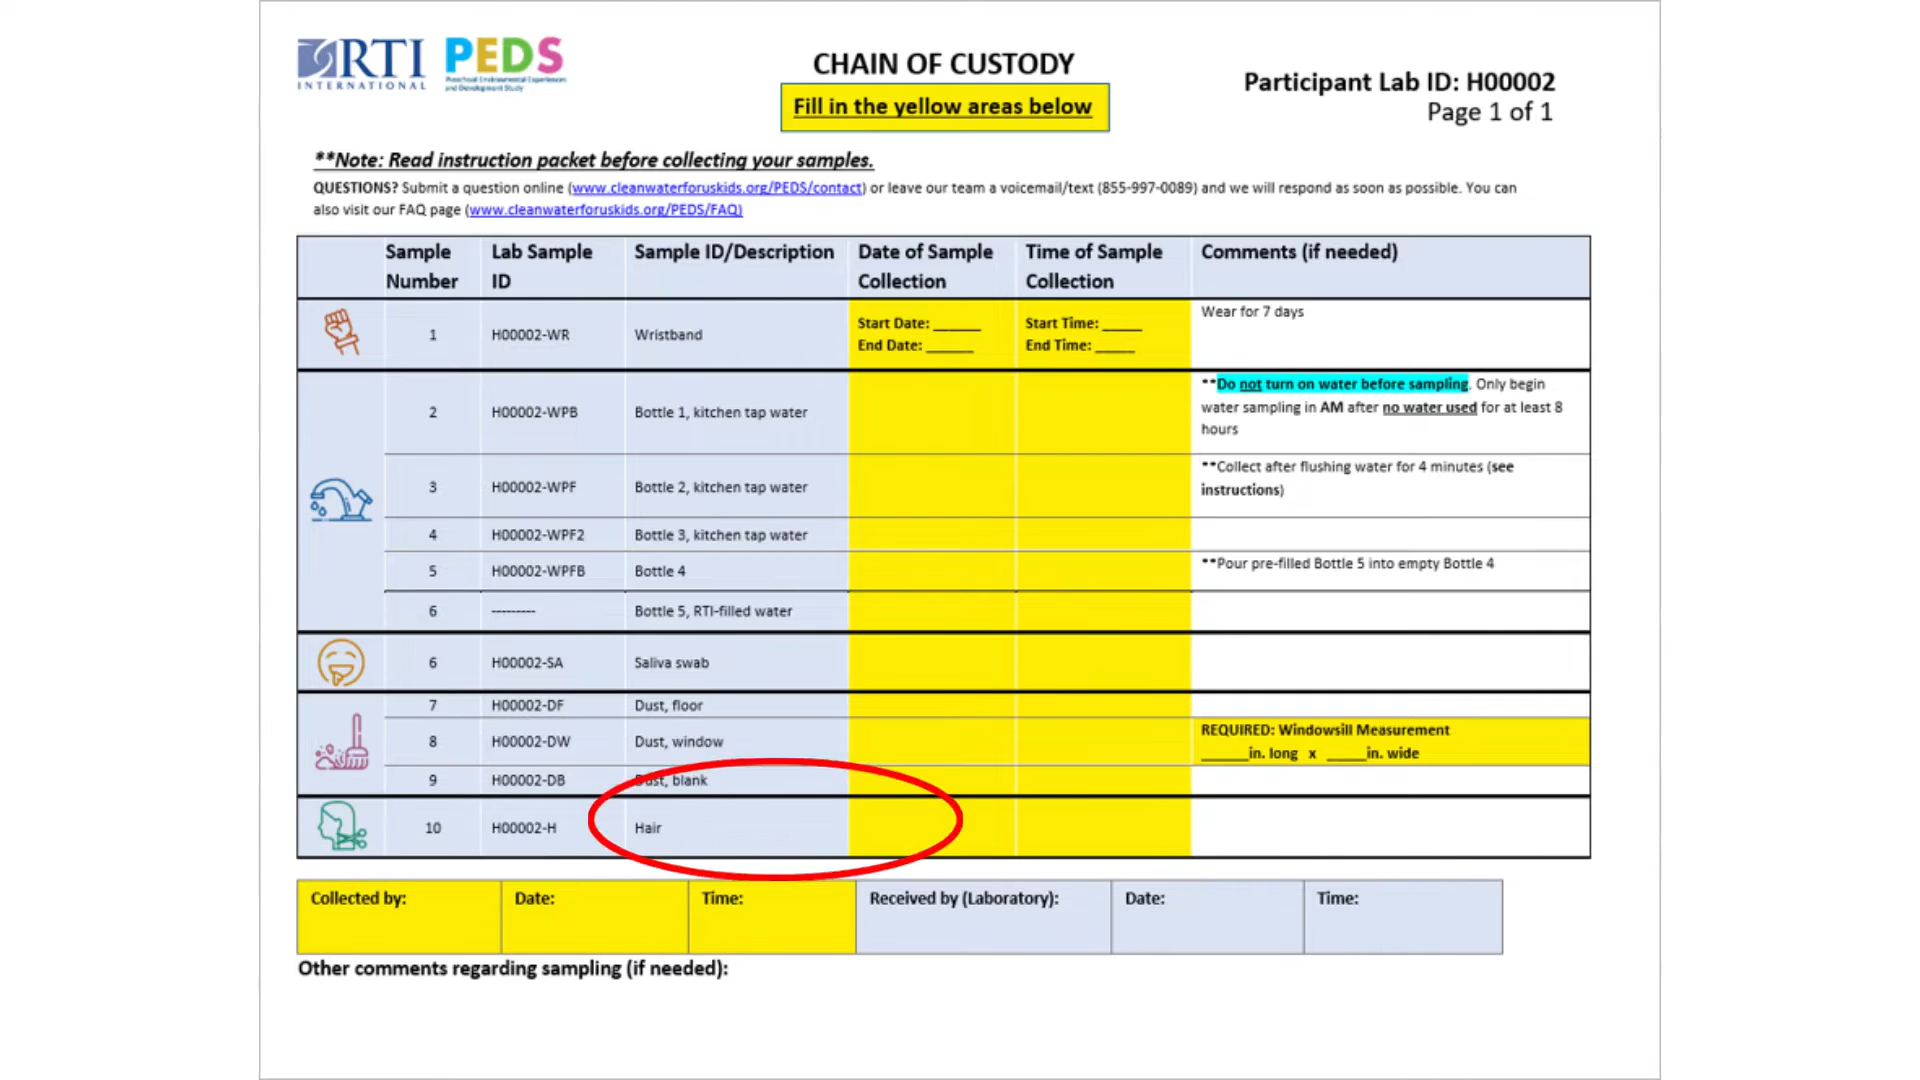 RTI
INTERNATIONAL
PEDS
Preschool Environmental Experiences
and Development Study
CHAIN OF CUSTODY
Fill in the yellow areas below
Participant Lab ID: H00002
Page 1 of 1
**Note: Read instruction packet before collecting your samples.
QUESTIONS? Submit a question online (www.cleanwaterforuskids.org/PEDS/contact) or leave our team a voicemail/text (855-997-0089) and we will respond as soon as possible. You can
also visit our FAQ page (www.cleanwaterforuskids.org/PEDS/FAQ)
Sample Number Lab Sample ID Sample ID/Description Date of Sample Collection Time of Sample Collection Comments (if needed)
1 H00002-WR Wristband
Start Date: ______
End Date: ______
Start Time: _____
End Time: _____
Wear for 7 days
2 H00002-WPB Bottle 1, kitchen tap water
**Do not turn on water before sampling. Only begin
water sampling in AM after no water used for at least 8
hours
3 H00002-WPF Bottle 2, kitchen tap water
**Collect after flushing water for 4 minutes (see
instructions)
4 H00002-WPF2 Bottle 3, kitchen tap water
5 H00002-WPFB Bottle 4 **Pour pre-filled Bottle 5 into empty Bottle 4
6 --------- Bottle 5, RTI-filled water
6 H00002-SA Saliva swab
7 H00002-DF Dust, floor
8 H00002-DW Dust, window
REQUIRED: Windowsill Measurement
______in. long x _____in. wide
9 H00002-DB Dust, blank
10 H00002-H Hair
Collected by: Date: Time: Received by (Laboratory): Date: Time:
Other comments regarding sampling (if needed):